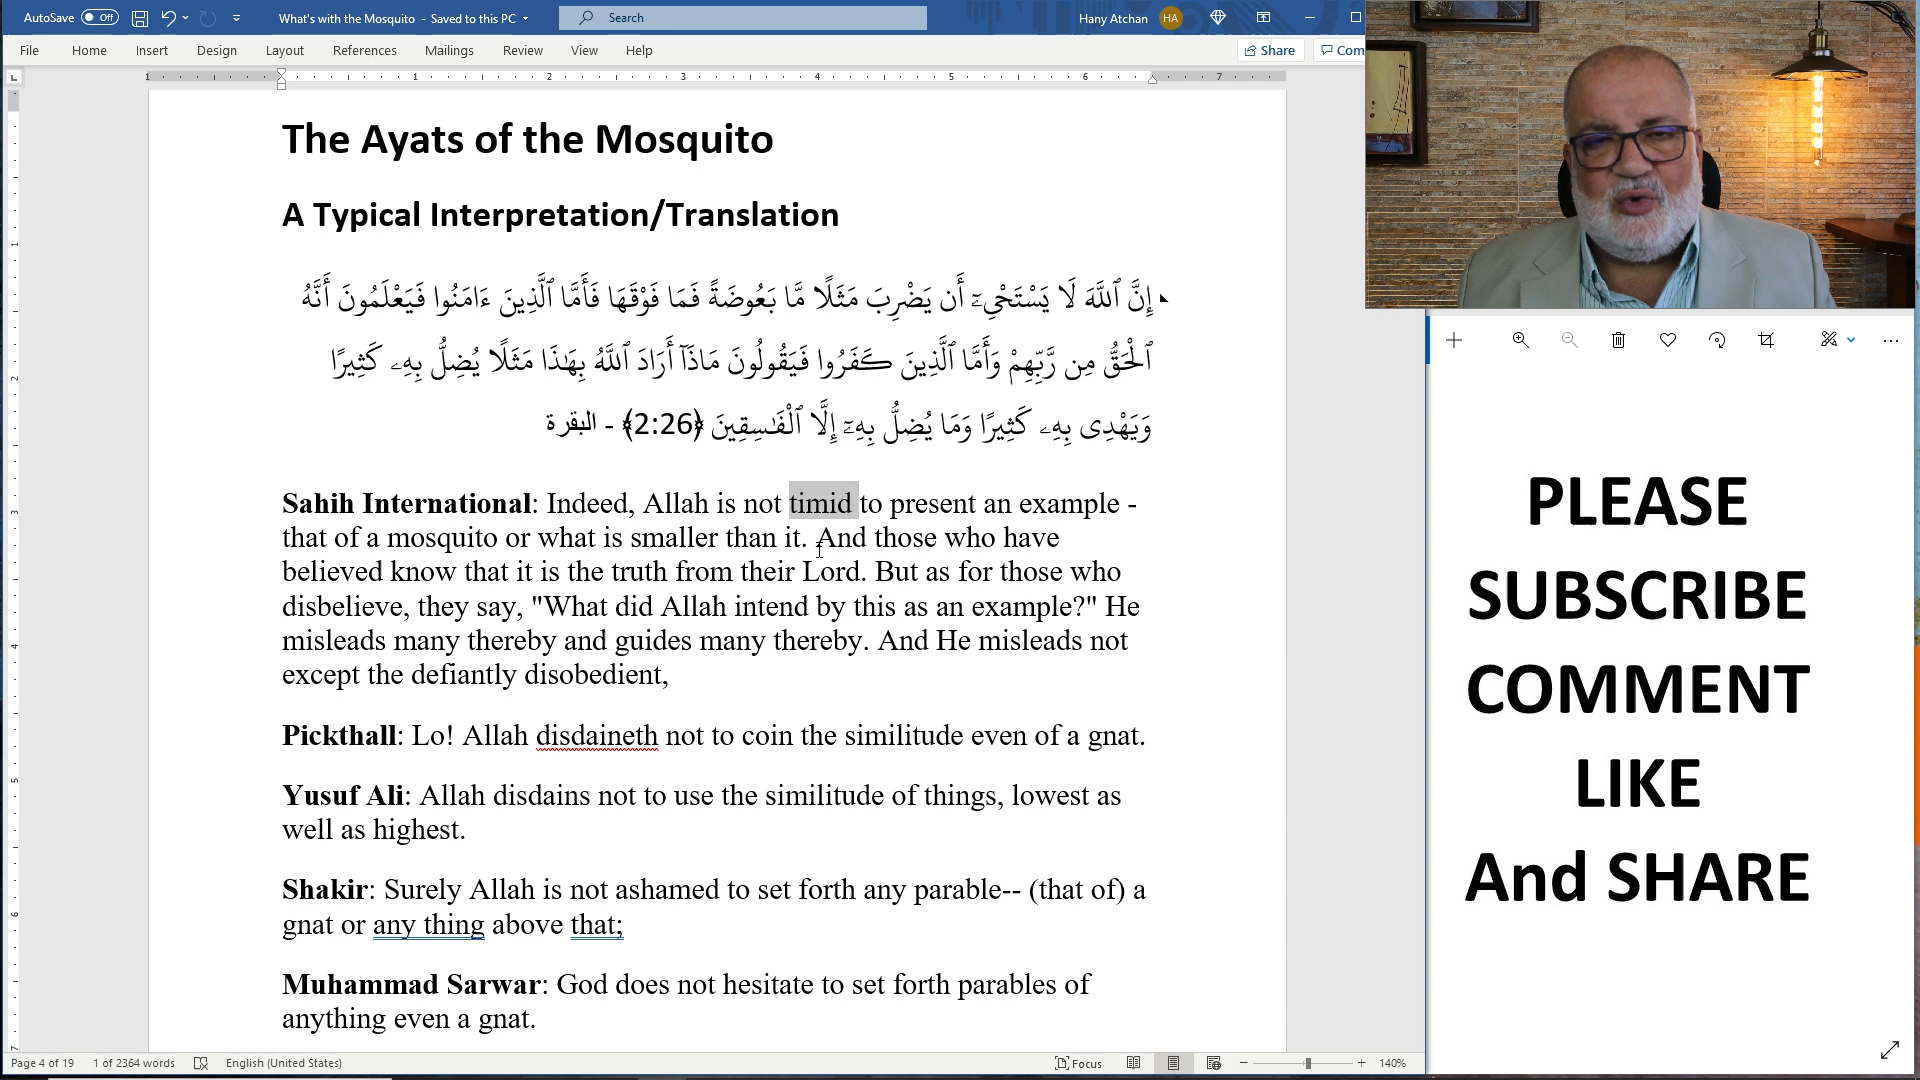 AutoSave Off What's with the Mosquito - Saved to this PC Search Hany Atchan HA
File Home Insert Design Layout References Mailings Review View Help Share Com
1 1 2 3 4 5 6 7
The Ayats of the Mosquito
A Typical Interpretation/Translation
إِنَّ ٱللَّهَ لَا يَسْتَحْىِۦٓ أَن يَضْرِبَ مَثَلًا مَّا بَعُوضَةً فَمَا فَوْقَهَا فَأَمَّا ٱلَّذِينَ ءَامَنُوا فَيَعْلَمُونَ أَنَّهُ
ٱلْحَقُّ مِن رَّبِّهِمْ وَأَمَّا ٱلَّذِينَ كَفَرُوا فَيَقُولُونَ مَاذَآ أَرَادَ ٱللَّهُ بِهَـٰذَا مَثَلًا يُضِلُّ بِهِۦ كَثِيرًا
وَيَهْدِى بِهِۦ كَثِيرًا وَمَا يُضِلُّ بِهِۦٓ إِلَّا ٱلْفَـٰسِقِينَ ﴿2:26﴾ - البقرة
Sahih International: Indeed, Allah is not timid to present an example -
that of a mosquito or what is smaller than it. And those who have
believed know that it is the truth from their Lord. But as for those who
disbelieve, they say, "What did Allah intend by this as an example?" He
misleads many thereby and guides many thereby. And He misleads not
except the defiantly disobedient,
Pickthall: Lo! Allah disdaineth not to coin the similitude even of a gnat.
Yusuf Ali: Allah disdains not to use the similitude of things, lowest as
well as highest.
Shakir: Surely Allah is not ashamed to set forth any parable-- (that of) a
gnat or any thing above that;
Muhammad Sarwar: God does not hesitate to set forth parables of
anything even a gnat.
PLEASE
SUBSCRIBE
COMMENT
LIKE
And SHARE
Page 4 of 19 1 of 2364 words English (United States) Focus 140%